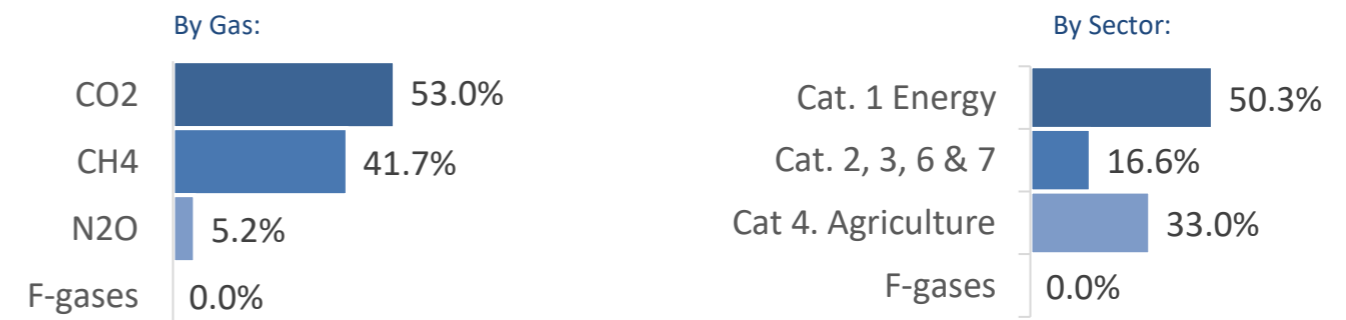 By Gas:
CO2 53.0%
CH4 41.7%
N2O 5.2%
F-gases 0.0%
By Sector:
Cat. 1 Energy 50.3%
Cat. 2, 3, 6 & 7 16.6%
Cat 4. Agriculture 33.0%
F-gases 0.0%